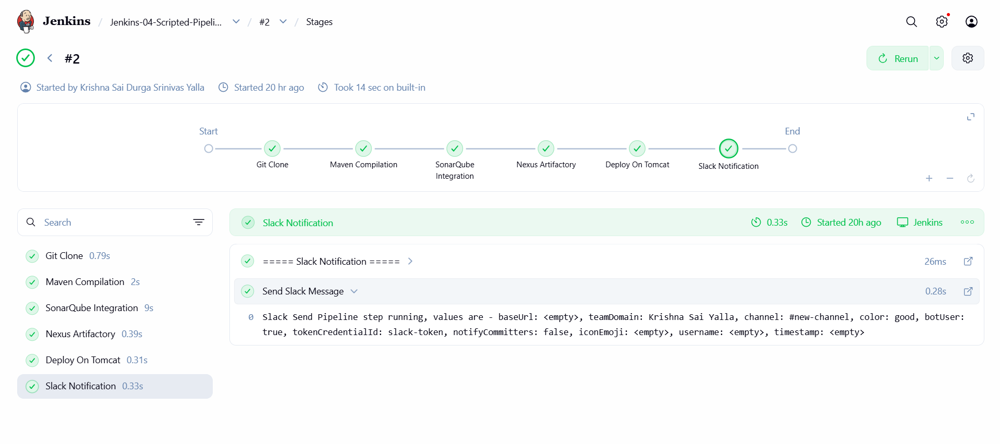 Jenkins / Jenkins-04-Scripted-Pipeli... / #2 / Stages
#2
Rerun
Started by Krishna Sai Durga Srinivas Yalla Started 20 hr ago Took 14 sec on built-in
Start
End
Git Clone
Maven Compilation
SonarQube
Integration
Nexus Artifactory
Deploy On Tomcat
Slack Notification
Search
Git Clone 0.79s
Maven Compilation 2s
SonarQube Integration 9s
Nexus Artifactory 0.39s
Deploy On Tomcat 0.31s
Slack Notification 0.33s
Slack Notification 0.33s Started 20h ago Jenkins
===== Slack Notification ===== 26ms
Send Slack Message 0.28s
0 Slack Send Pipeline step running, values are - baseUrl: <empty>, teamDomain: Krishna Sai Yalla, channel: #new-channel, color: good, botUser:
true, tokenCredentialId: slack-token, notifyCommitters: false, iconEmoji: <empty>, username: <empty>, timestamp: <empty>